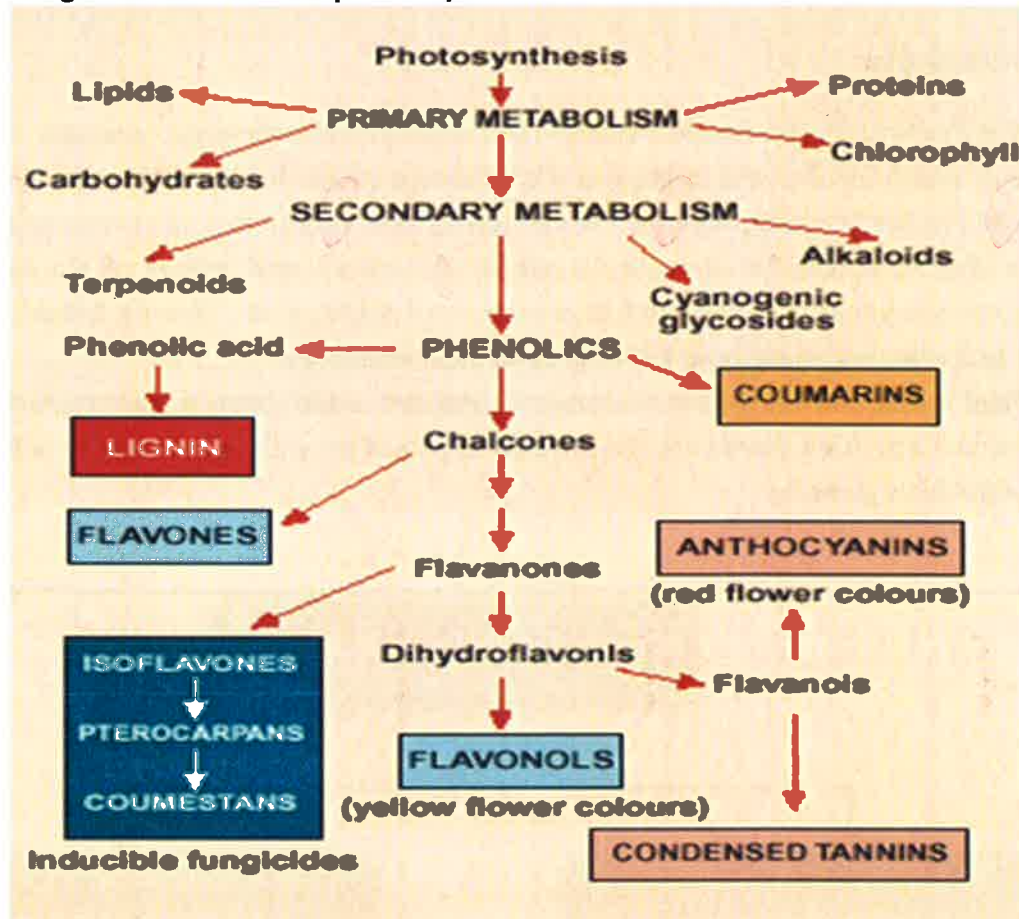 Photosynthesis
Lipids
Proteins
PRIMARY METABOLISM
Chlorophyll
Carbohydrates
SECONDARY METABOLISM
Alkaloids
Terpenoids
Cyanogenic
glycosides
Phenolic acid
PHENOLICS
COUMARINS
LIGNIN
Chalcones
FLAVONES
ANTHOCYANINS
Flavanones
(red flower colours)
ISOFLAVONES
Dihydroflavonls
Flavanols
PTEROCARPANS
FLAVONOLS
COUMESTANS
(yellow flower colours)
Inducible fungicides
CONDENSED TANNINS